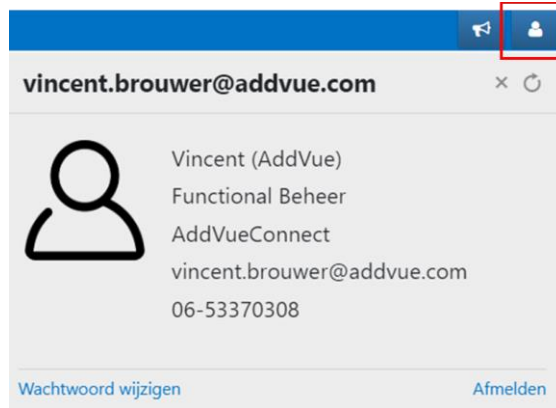 vincent.brouwer@addvue.com
Vincent (AddVue)
Functional Beheer
AddVueConnect
vincent.brouwer@addvue.com
06-53370308
Wachtwoord wijzigen Afmelden